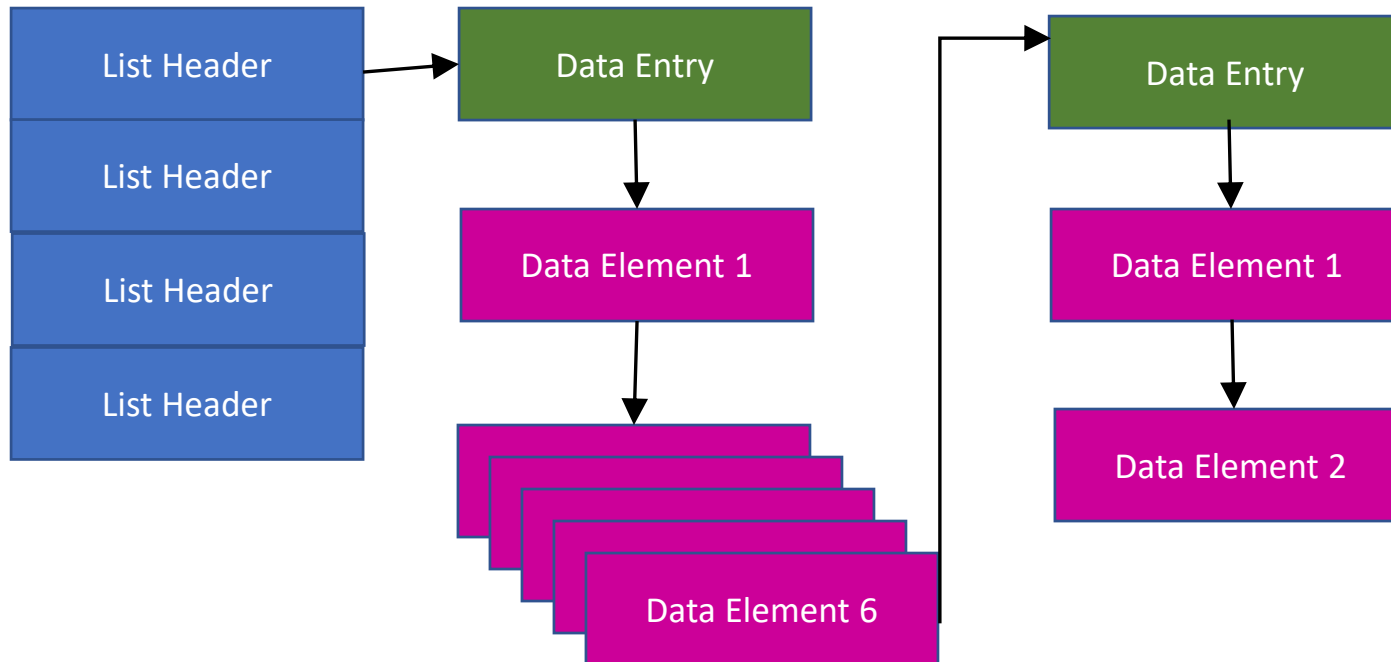 List Header
List Header
List Header
List Header
Data Entry
Data Element 1
Data Element 6
Data Entry
Data Element 1
Data Element 2